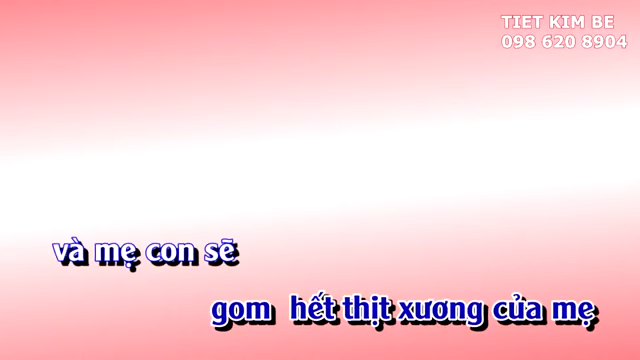 TIET KIM BE
098 620 8904
và mẹ con sẽ
gom hết thịt xương của mẹ